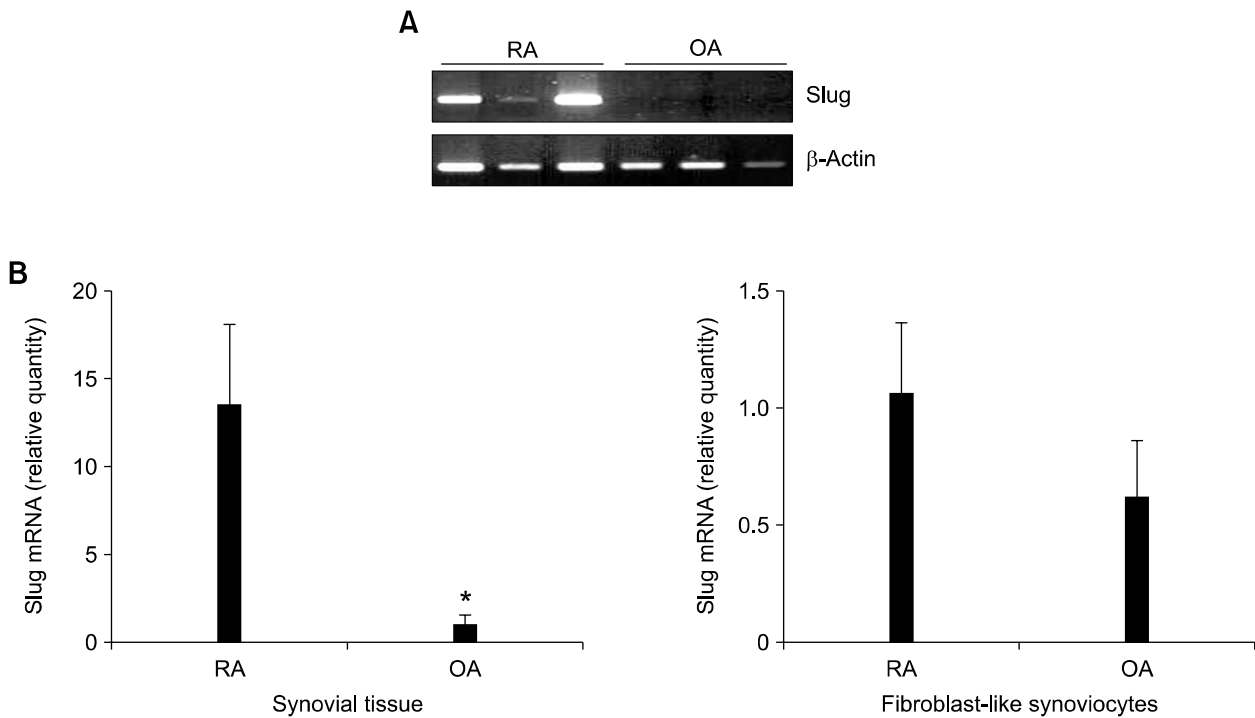 A
RA OA
Slug
β-Actin
B
Slug mRNA (relative quantity)
20
15
10
5
0
*
RA OA
Synovial tissue
Slug mRNA (relative quantity)
1.5
1.0
0.5
0
RA OA
Fibroblast-like synoviocytes